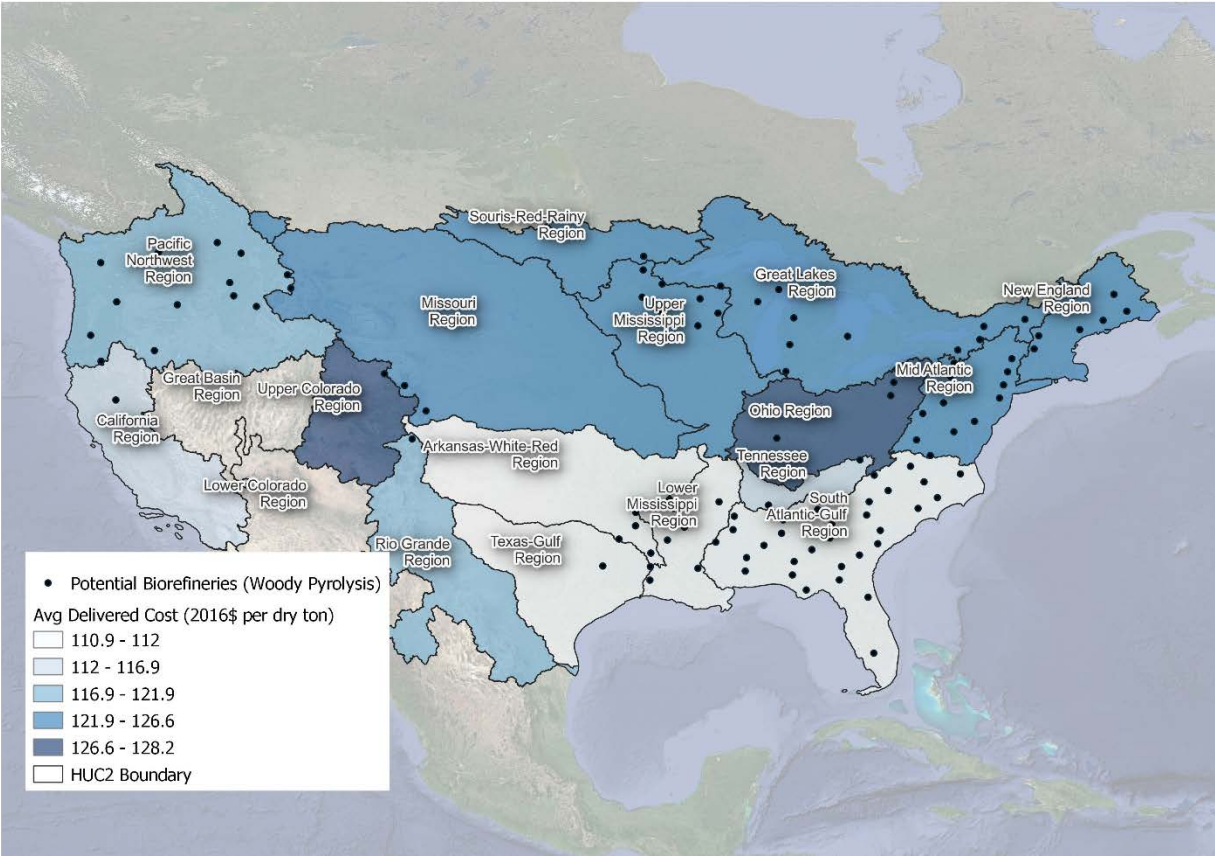 Souris-Red-Rainy
Region
Pacific
Northwest
Region
Great Lakes
Region
New England
Region
Missouri
Region
Upper
Mississippi
Region
Great Basin
Region
Upper Colorado
Region
Mid Atlantic
Region
California
Region
Ohio Region
Arkansas-White-Red
Region
Tennessee
Region
Lower Colorado
Region
Lower
Mississippi
Region
South
Atlantic-Gulf
Region
Rio Grande
Region
Texas-Gulf
Region
Potential Biorefineries (Woody Pyrolysis)
Avg Delivered Cost (2016$ per dry ton)
110.9 - 112
112 - 116.9
116.9 - 121.9
121.9 - 126.6
126.6 - 128.2
HUC2 Boundary